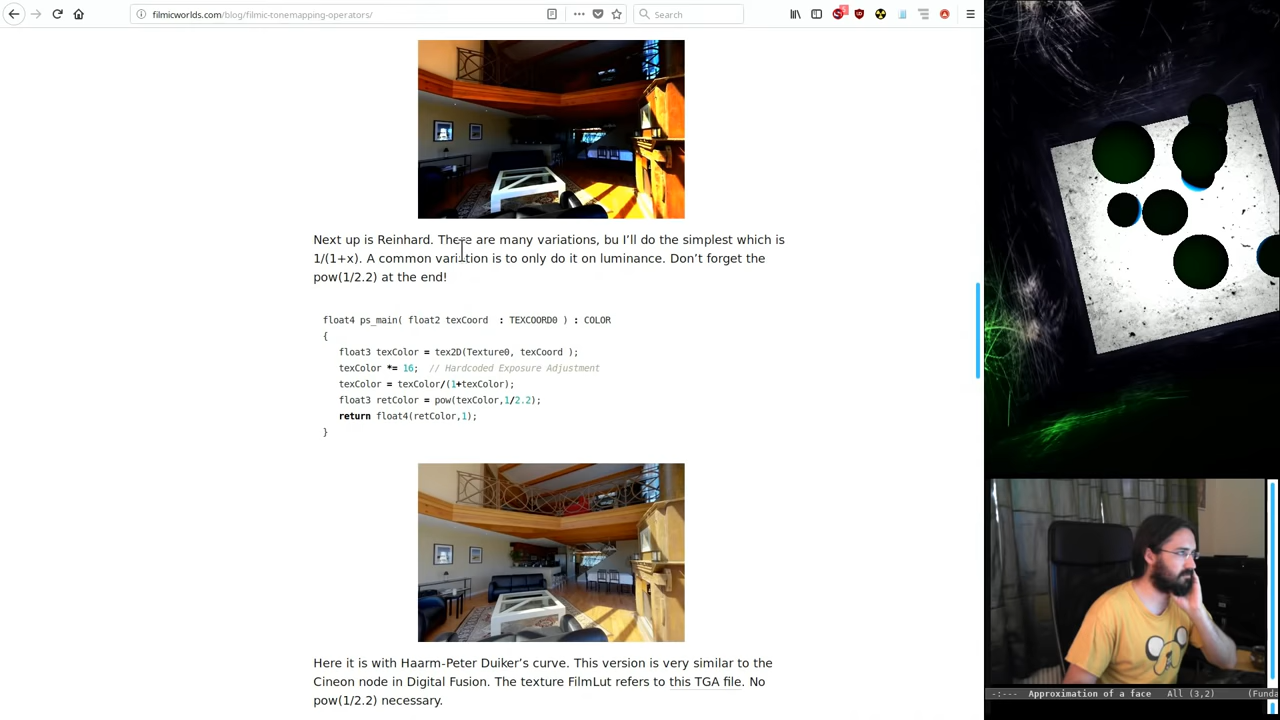 filmicworlds.com/blog/filmic-tonemapping-operators/
Search
Next up is Reinhard. There are many variations, bu I'll do the simplest which is
1/(1+x). A common variation is to only do it on luminance. Don't forget the
pow(1/2.2) at the end!
float4 ps_main( float2 texCoord  : TEXCOORD0 ) : COLOR
{
float3 texColor = tex2D(Texture0, texCoord );
texColor *= 16;  // Hardcoded Exposure Adjustment
texColor = texColor/(1+texColor);
float3 retColor = pow(texColor,1/2.2);
return float4(retColor,1);
}
Here it is with Haarm-Peter Duiker's curve. This version is very similar to the
Cineon node in Digital Fusion. The texture FilmLut refers to this TGA file. No
pow(1/2.2) necessary.
-:---  Approximation of a face   All (3,2)   (Funda